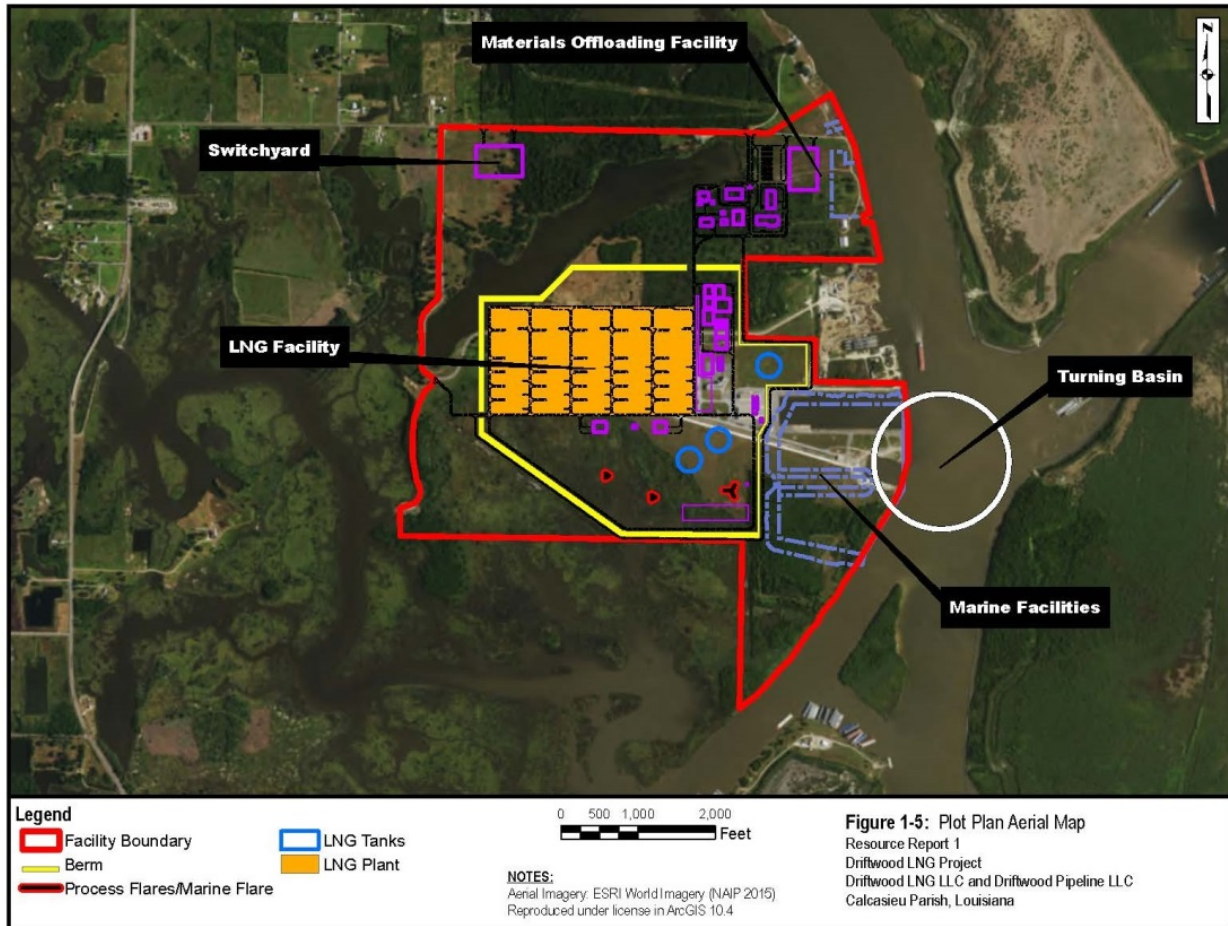 Materials Offloading Facility
N
Switchyard
LNG Facility
Turning Basin
Marine Facilities
Legend
Facility Boundary
Berm
Process Flares/Marine Flare
LNG Tanks
LNG Plant
0 500 1,000 2,000
Feet
NOTES:
Aerial Imagery: ESRI World Imagery (NAIP 2015)
Reproduced under license in ArcGIS 10.4
Figure 1-5: Plot Plan Aerial Map
Resource Report 1
Driftwood LNG Project
Driftwood LNG LLC and Driftwood Pipeline LLC
Calcasieu Parish, Louisiana